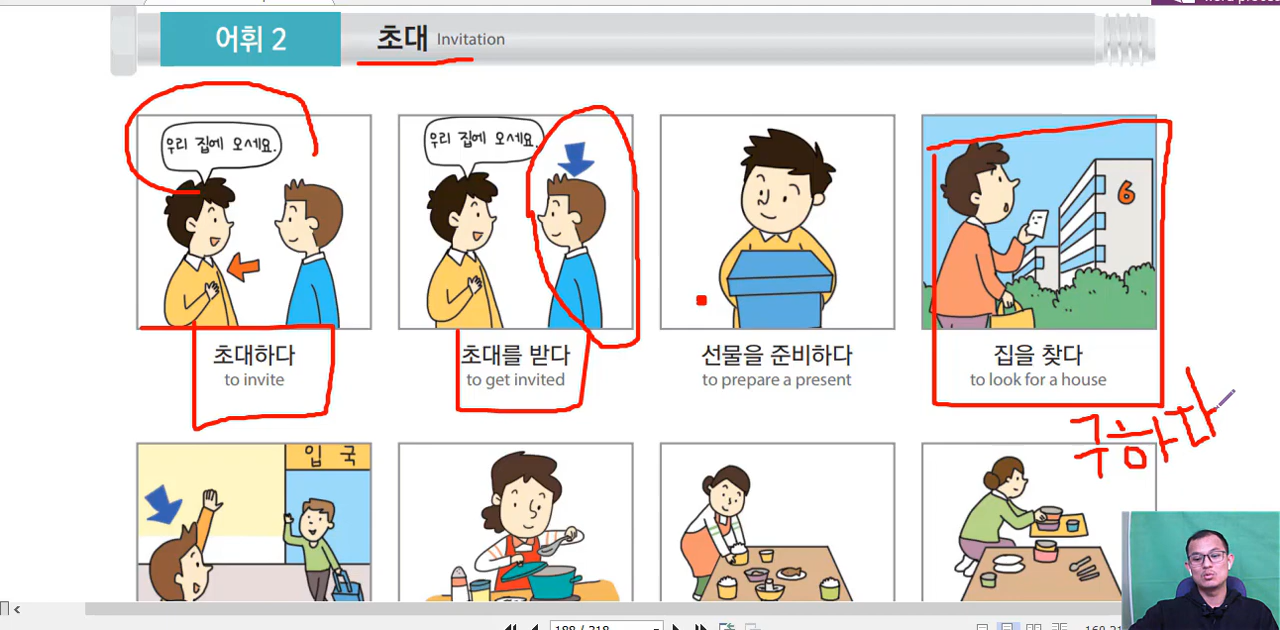 어휘 2
초대 Invitation
우리 집에 오세요.
우리 집에 오세요.
6
초대하다
to invite
초대를 받다
to get invited
선물을 준비하다
to prepare a present
집을 찾다
to look for a house
구하다
입 국